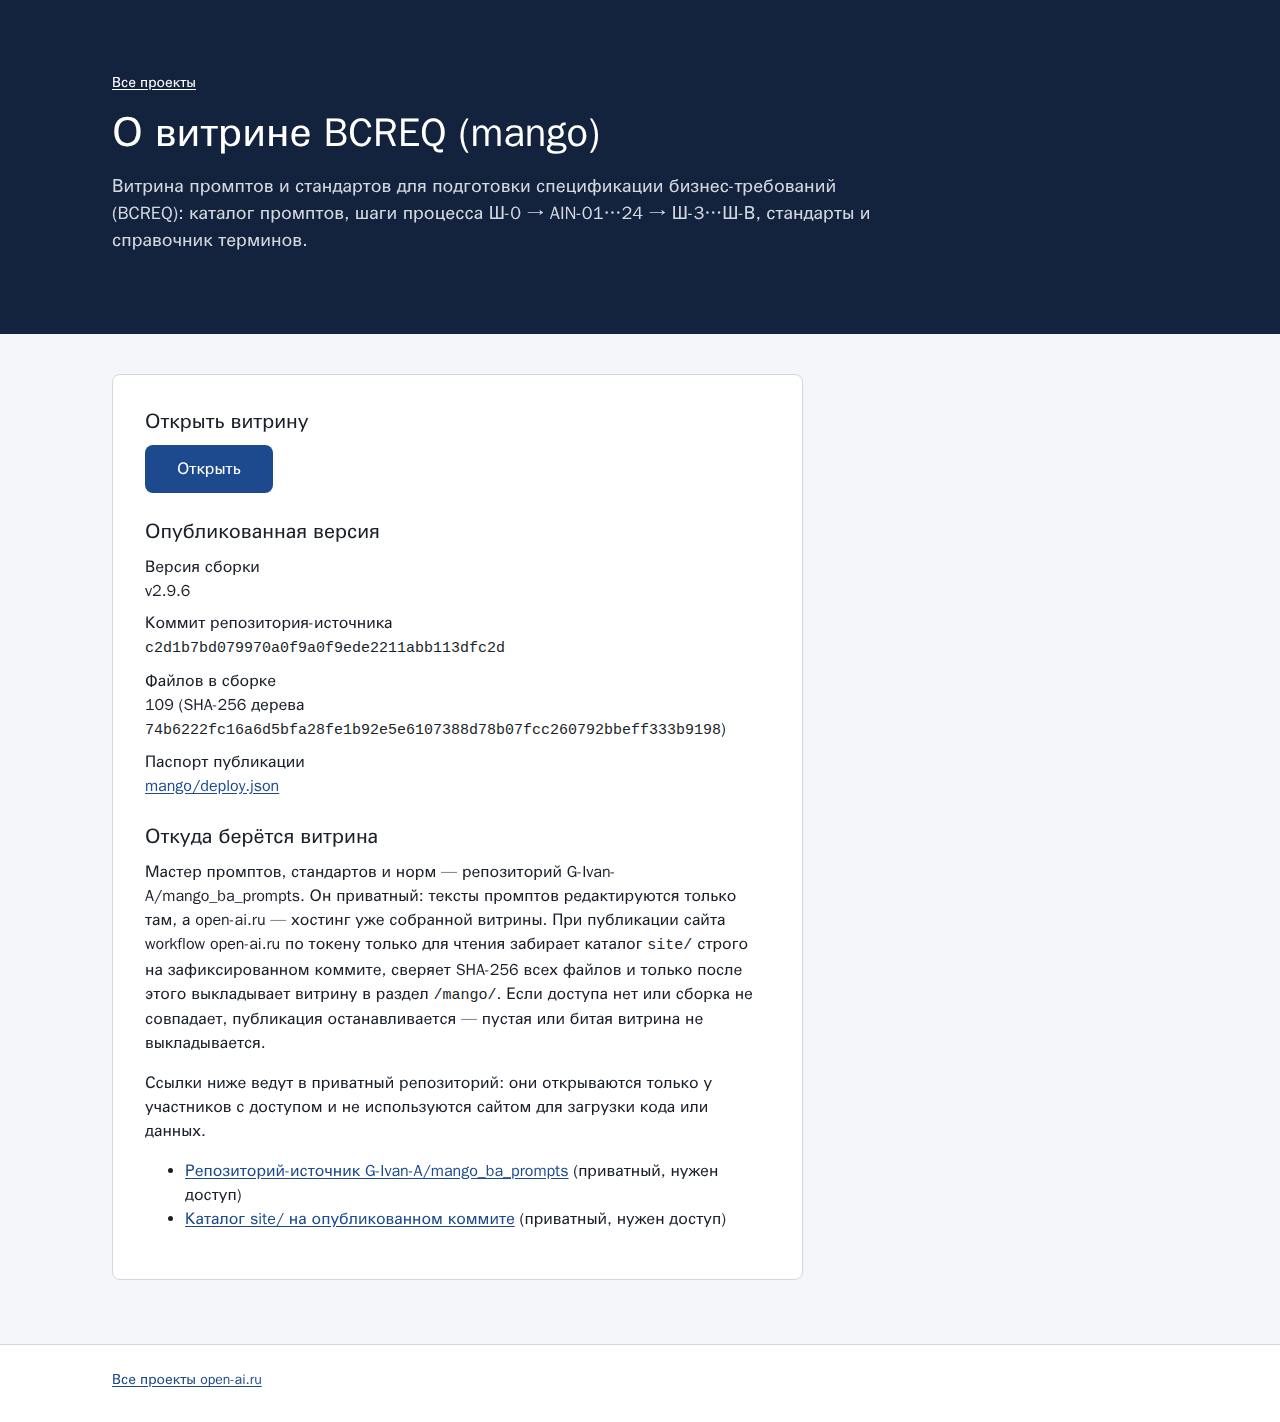 Все проекты
О витрине BCREQ (mango)
Витрина промптов и стандартов для подготовки спецификации бизнес-требований
(BCREQ): каталог промптов, шаги процесса Ш-0 → AIN-01…24 → Ш-3…Ш-В, стандарты и
справочник терминов.
Открыть витрину
Открыть
Опубликованная версия
Версия сборки
v2.9.6
Коммит репозитория-источника
c2d1b7bd079970a0f9a0f9ede2211abb113dfc2d
Файлов в сборке
109 (SHA-256 дерева
74b6222fc16a6d5bfa28fe1b92e5e6107388d78b07fcc260792bbeff333b9198)
Паспорт публикации
mango/deploy.json
Откуда берётся витрина
Мастер промптов, стандартов и норм — репозиторий G-Ivan-
A/mango_ba_prompts. Он приватный: тексты промптов редактируются только
там, а open-ai.ru — хостинг уже собранной витрины. При публикации сайта
workflow open-ai.ru по токену только для чтения забирает каталог site/ строго
на зафиксированном коммите, сверяет SHA-256 всех файлов и только после
этого выкладывает витрину в раздел /mango/. Если доступа нет или сборка не
совпадает, публикация останавливается — пустая или битая витрина не
выкладывается.
Ссылки ниже ведут в приватный репозиторий: они открываются только у
участников с доступом и не используются сайтом для загрузки кода или
данных.
• Репозиторий-источник G-Ivan-A/mango_ba_prompts (приватный, нужен
доступ)
• Каталог site/ на опубликованном коммите (приватный, нужен доступ)
Все проекты open-ai.ru